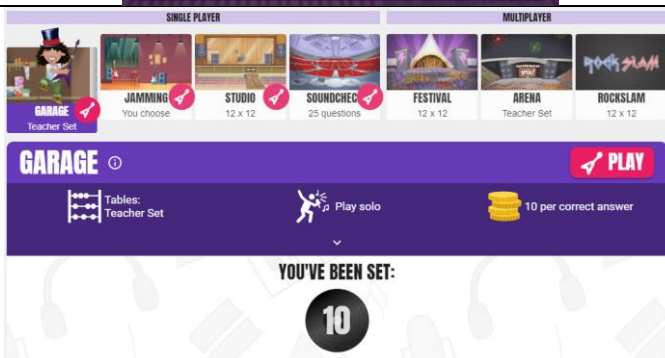 SINGLE PLAYER
MULTIPLAYER
GARAGE
Teacher Set
JAMMING
You choose
STUDIO
12 x 12
SOUNDCHEC
25 questions
FESTIVAL
12 x 12
ARENA
Teacher Set
ROCKSLAM
ROCKSLAM
12 x 12
GARAGE
PLAY
Tables:
Teacher Set
Play solo
10 per correct answer
YOU'VE BEEN SET:
10